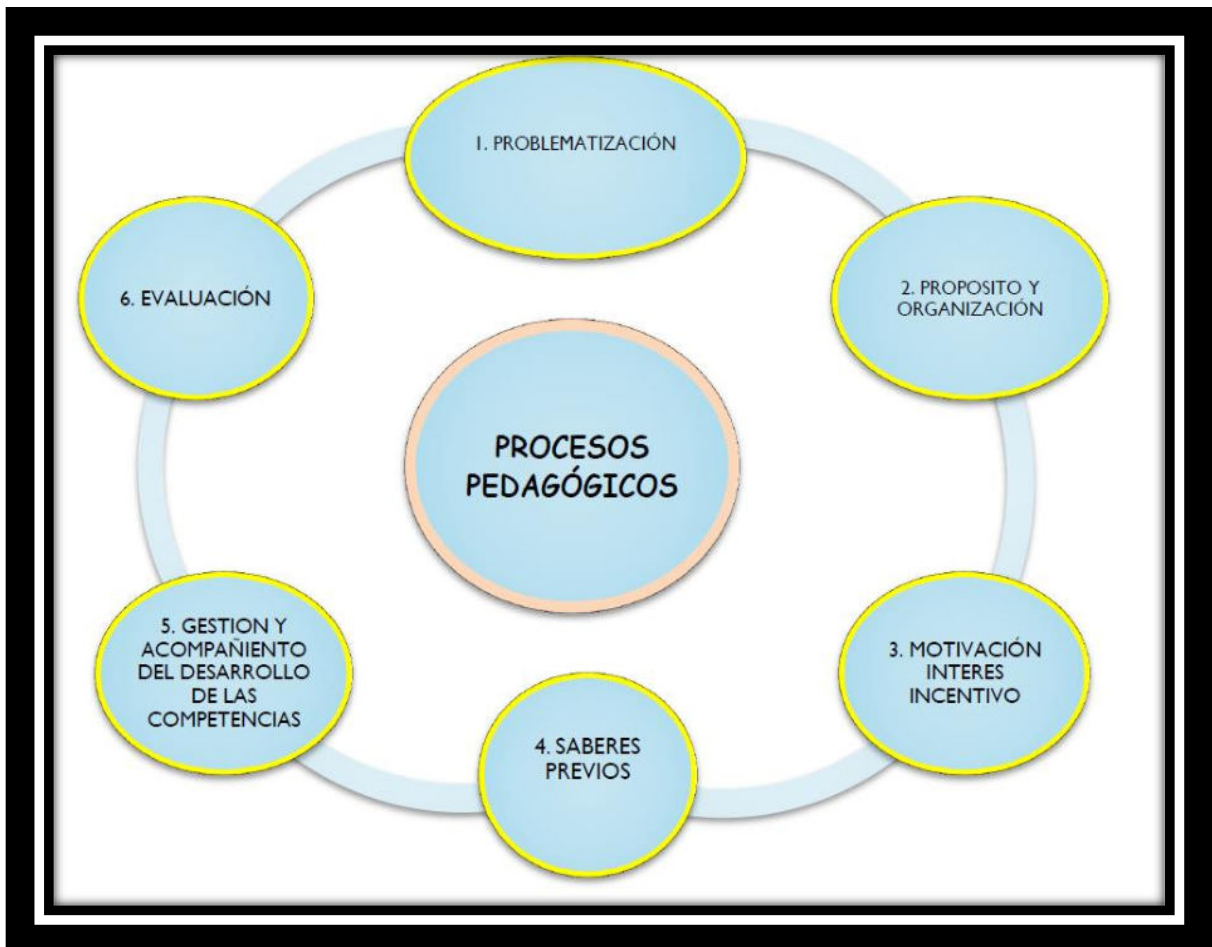 1. PROBLEMATIZACIÓN
2. PROPOSITO Y
ORGANIZACIÓN
3. MOTIVACIÓN
INTERES
INCENTIVO
4. SABERES
PREVIOS
5. GESTION Y
ACOMPAÑIENTO
DEL DESARROLLO
DE LAS
COMPETENCIAS
6. EVALUACIÓN
PROCESOS
PEDAGÓGICOS